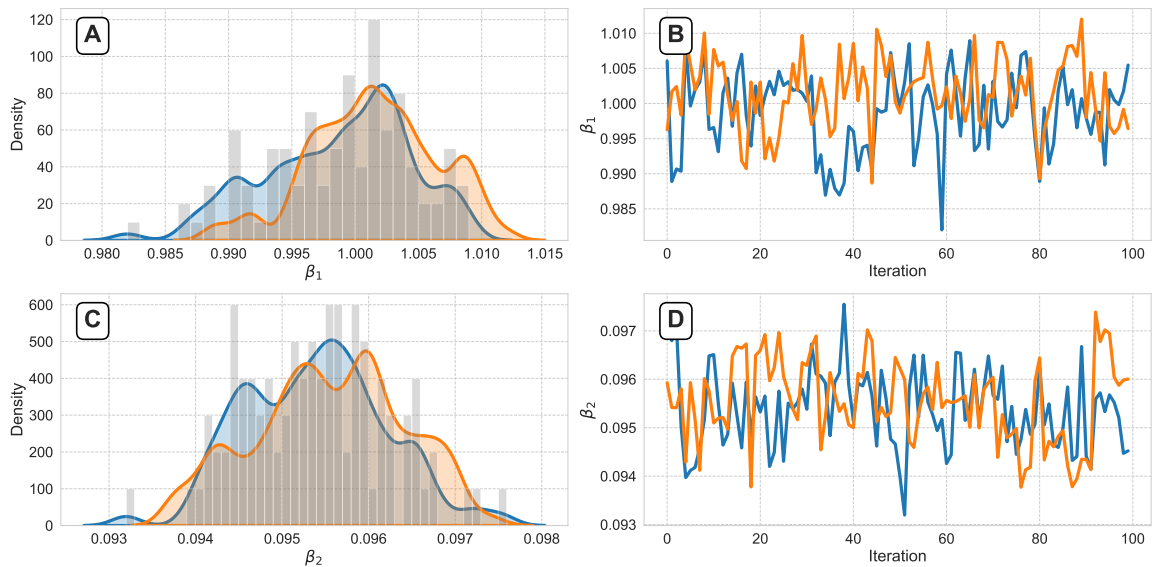 A
Density
120
100
80
60
40
20
0
0.980 0.985 0.990 0.995 1.000 1.005 1.010 1.015
β1
B
β1
1.010
1.005
1.000
0.995
0.990
0.985
0 20 40 60 80 100
Iteration
C
Density
600
500
400
300
200
100
0
0.093 0.094 0.095 0.096 0.097 0.098
β2
D
β2
0.097
0.096
0.095
0.094
0.093
0 20 40 60 80 100
Iteration